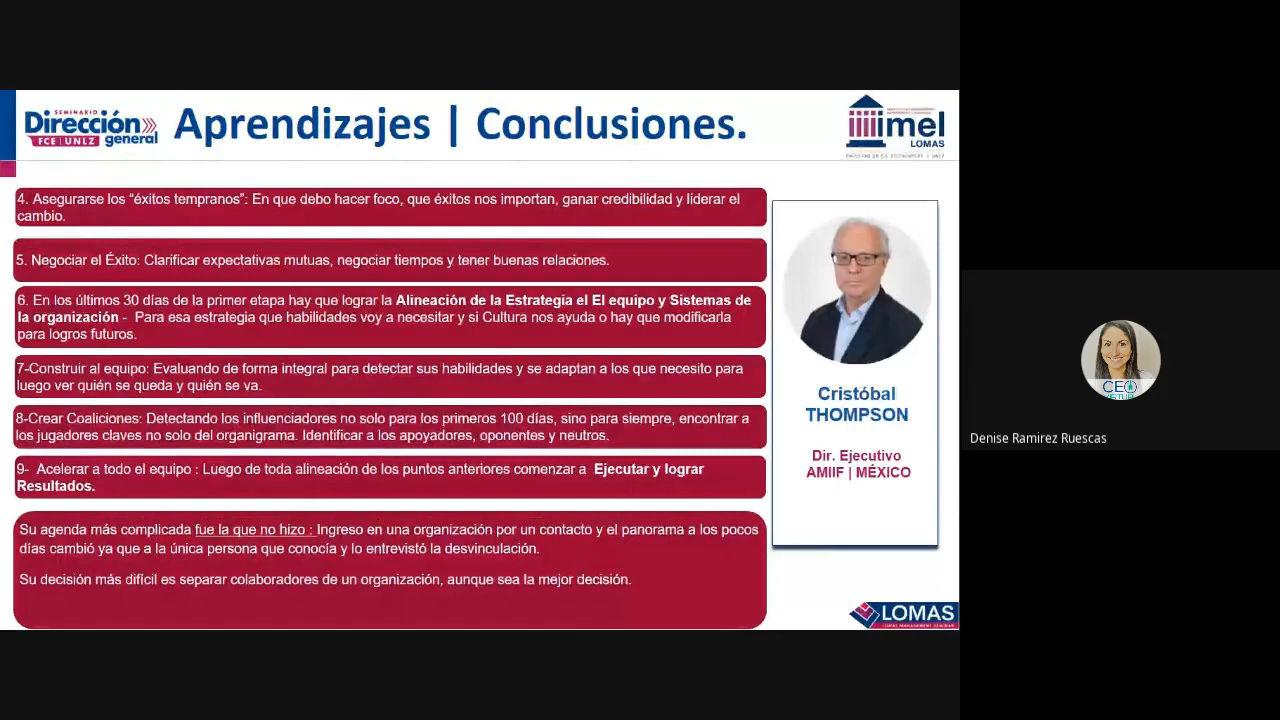 SEMINARIO
Dirección
general
FCE | UNLZ
Aprendizajes | Conclusiones.
imel
LOMAS
4. Asegurarse los “éxitos tempranos”: En que debo hacer foco, que éxitos nos importan, ganar credibilidad y liderar el
cambio.
5. Negociar el Éxito: Clarificar expectativas mutuas, negociar tiempos y tener buenas relaciones.
6. En los últimos 30 días de la primer etapa hay que lograr la Alineación de la Estrategia el El equipo y Sistemas de
la organización - Para esa estrategia que habilidades voy a necesitar y si Cultura nos ayuda o hay que modificarla
para logros futuros.
7-Construir al equipo: Evaluando de forma integral para detectar sus habilidades y se adaptan a los que necesito para
luego ver quién se queda y quién se va.
8-Crear Coaliciones: Detectando los influenciadores no solo para los primeros 100 días, sino para siempre, encontrar a
los jugadores claves no solo del organigrama. Identificar a los apoyadores, oponentes y neutros.
9- Acelerar a todo el equipo : Luego de toda alineación de los puntos anteriores comenzar a Ejecutar y lograr
Resultados.
Su agenda más complicada fue la que no hizo : Ingreso en una organización por un contacto y el panorama a los pocos
días cambió ya que a la única persona que conocía y lo entrevistó la desvinculación.
Su decisión más difícil es separar colaboradores de un organización, aunque sea la mejor decisión.
Cristóbal
THOMPSON
Dir. Ejecutivo
AMIIF | MÉXICO
LOMAS
CEO
Denise Ramirez Ruescas